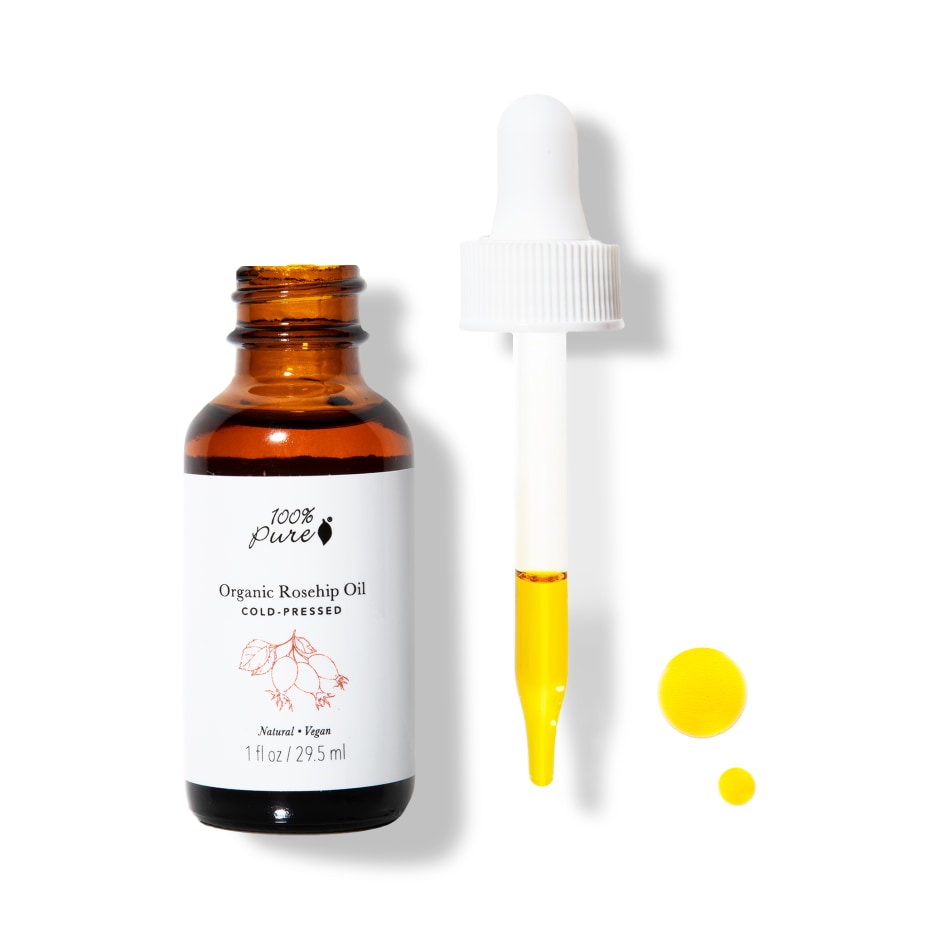 100%
Pure®
Organic Rosehip Oil
COLD-PRESSED
Natural • Vegan
1 fl oz / 29.5 ml